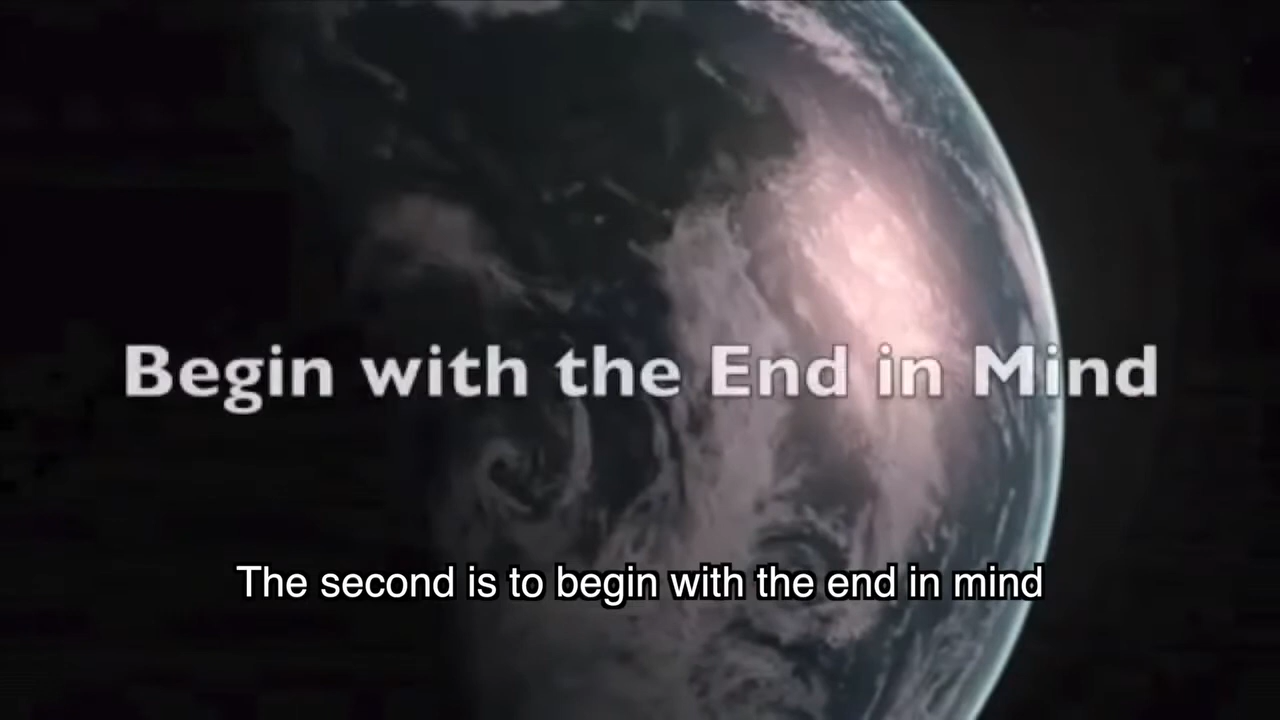 Begin with the End in Mind
The second is to begin with the end in mind